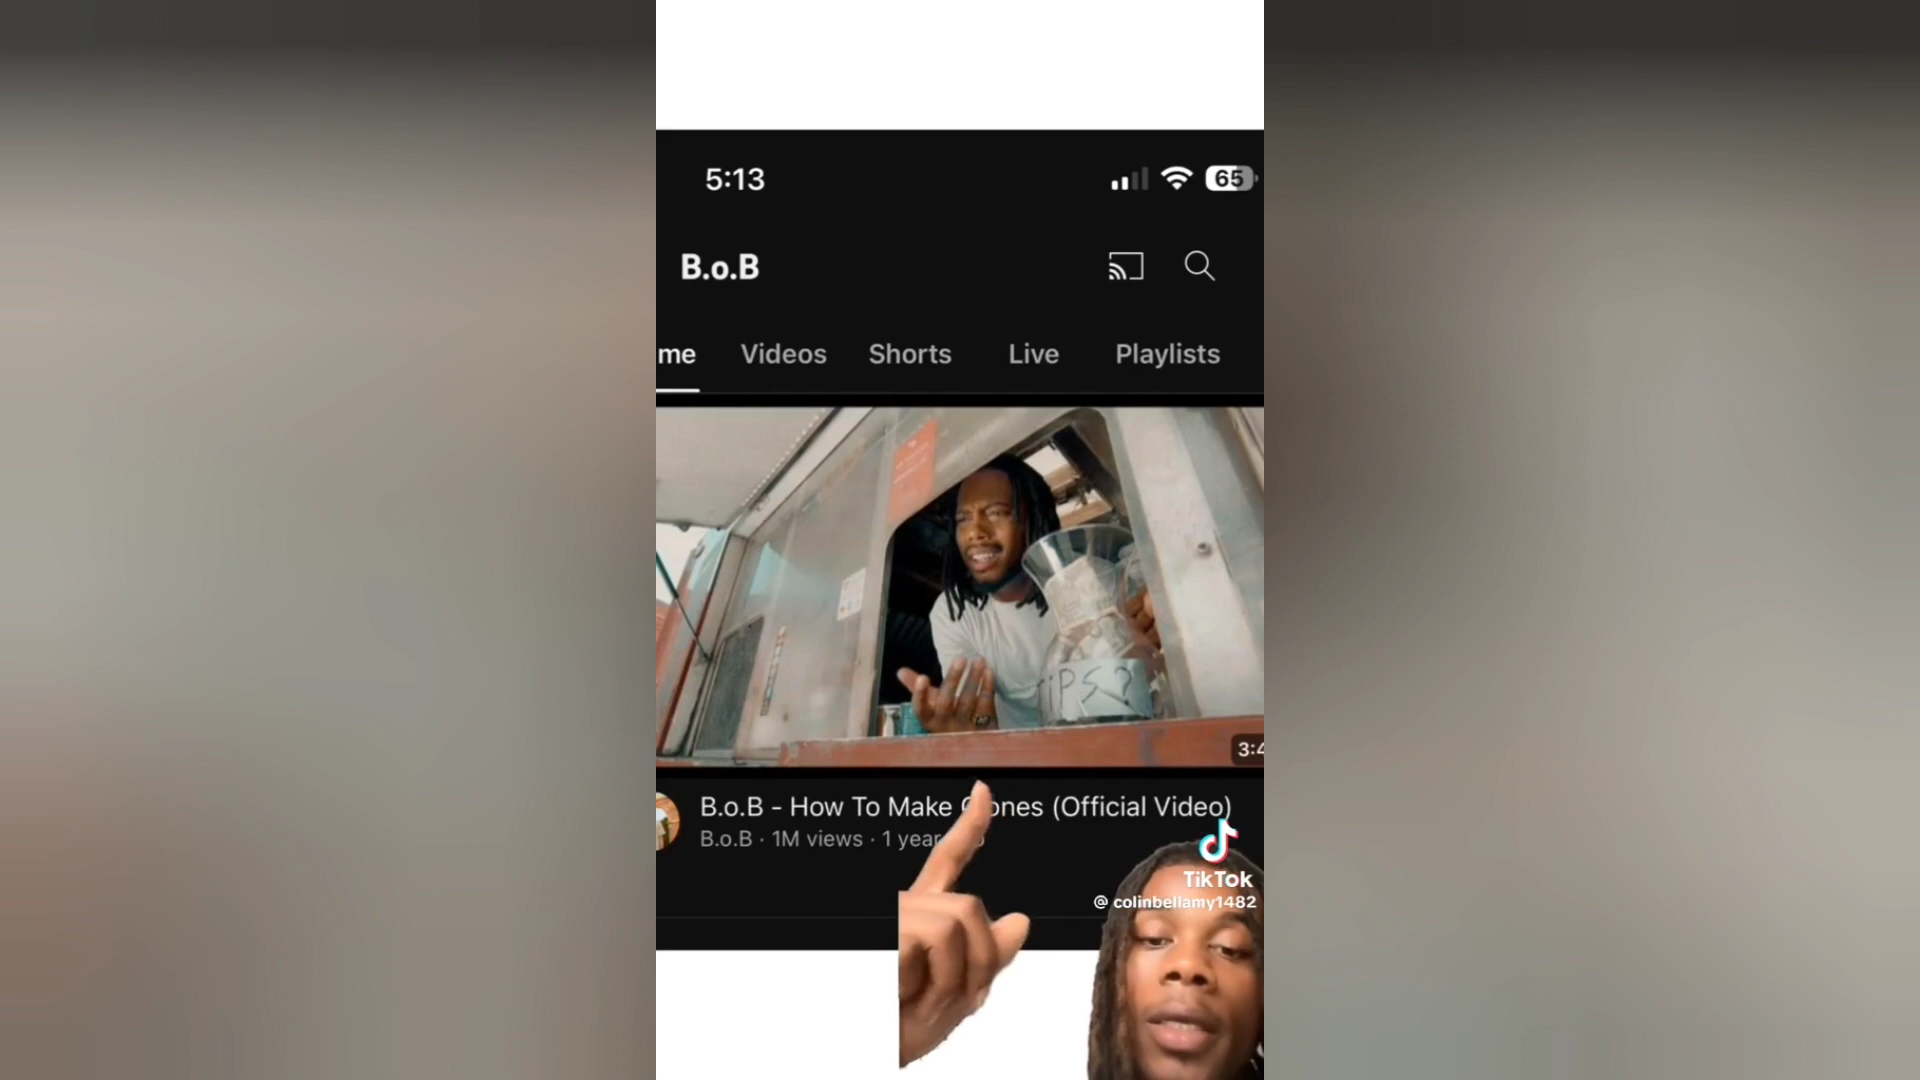 5:13
65
B.o.B
me
Videos
Shorts
Live
Playlists
TiPS?
3:4
B.o.B - How To Make (Official Video)
B.o.B · 1M views · 1 year
TikTok
@ colinbellamy1482